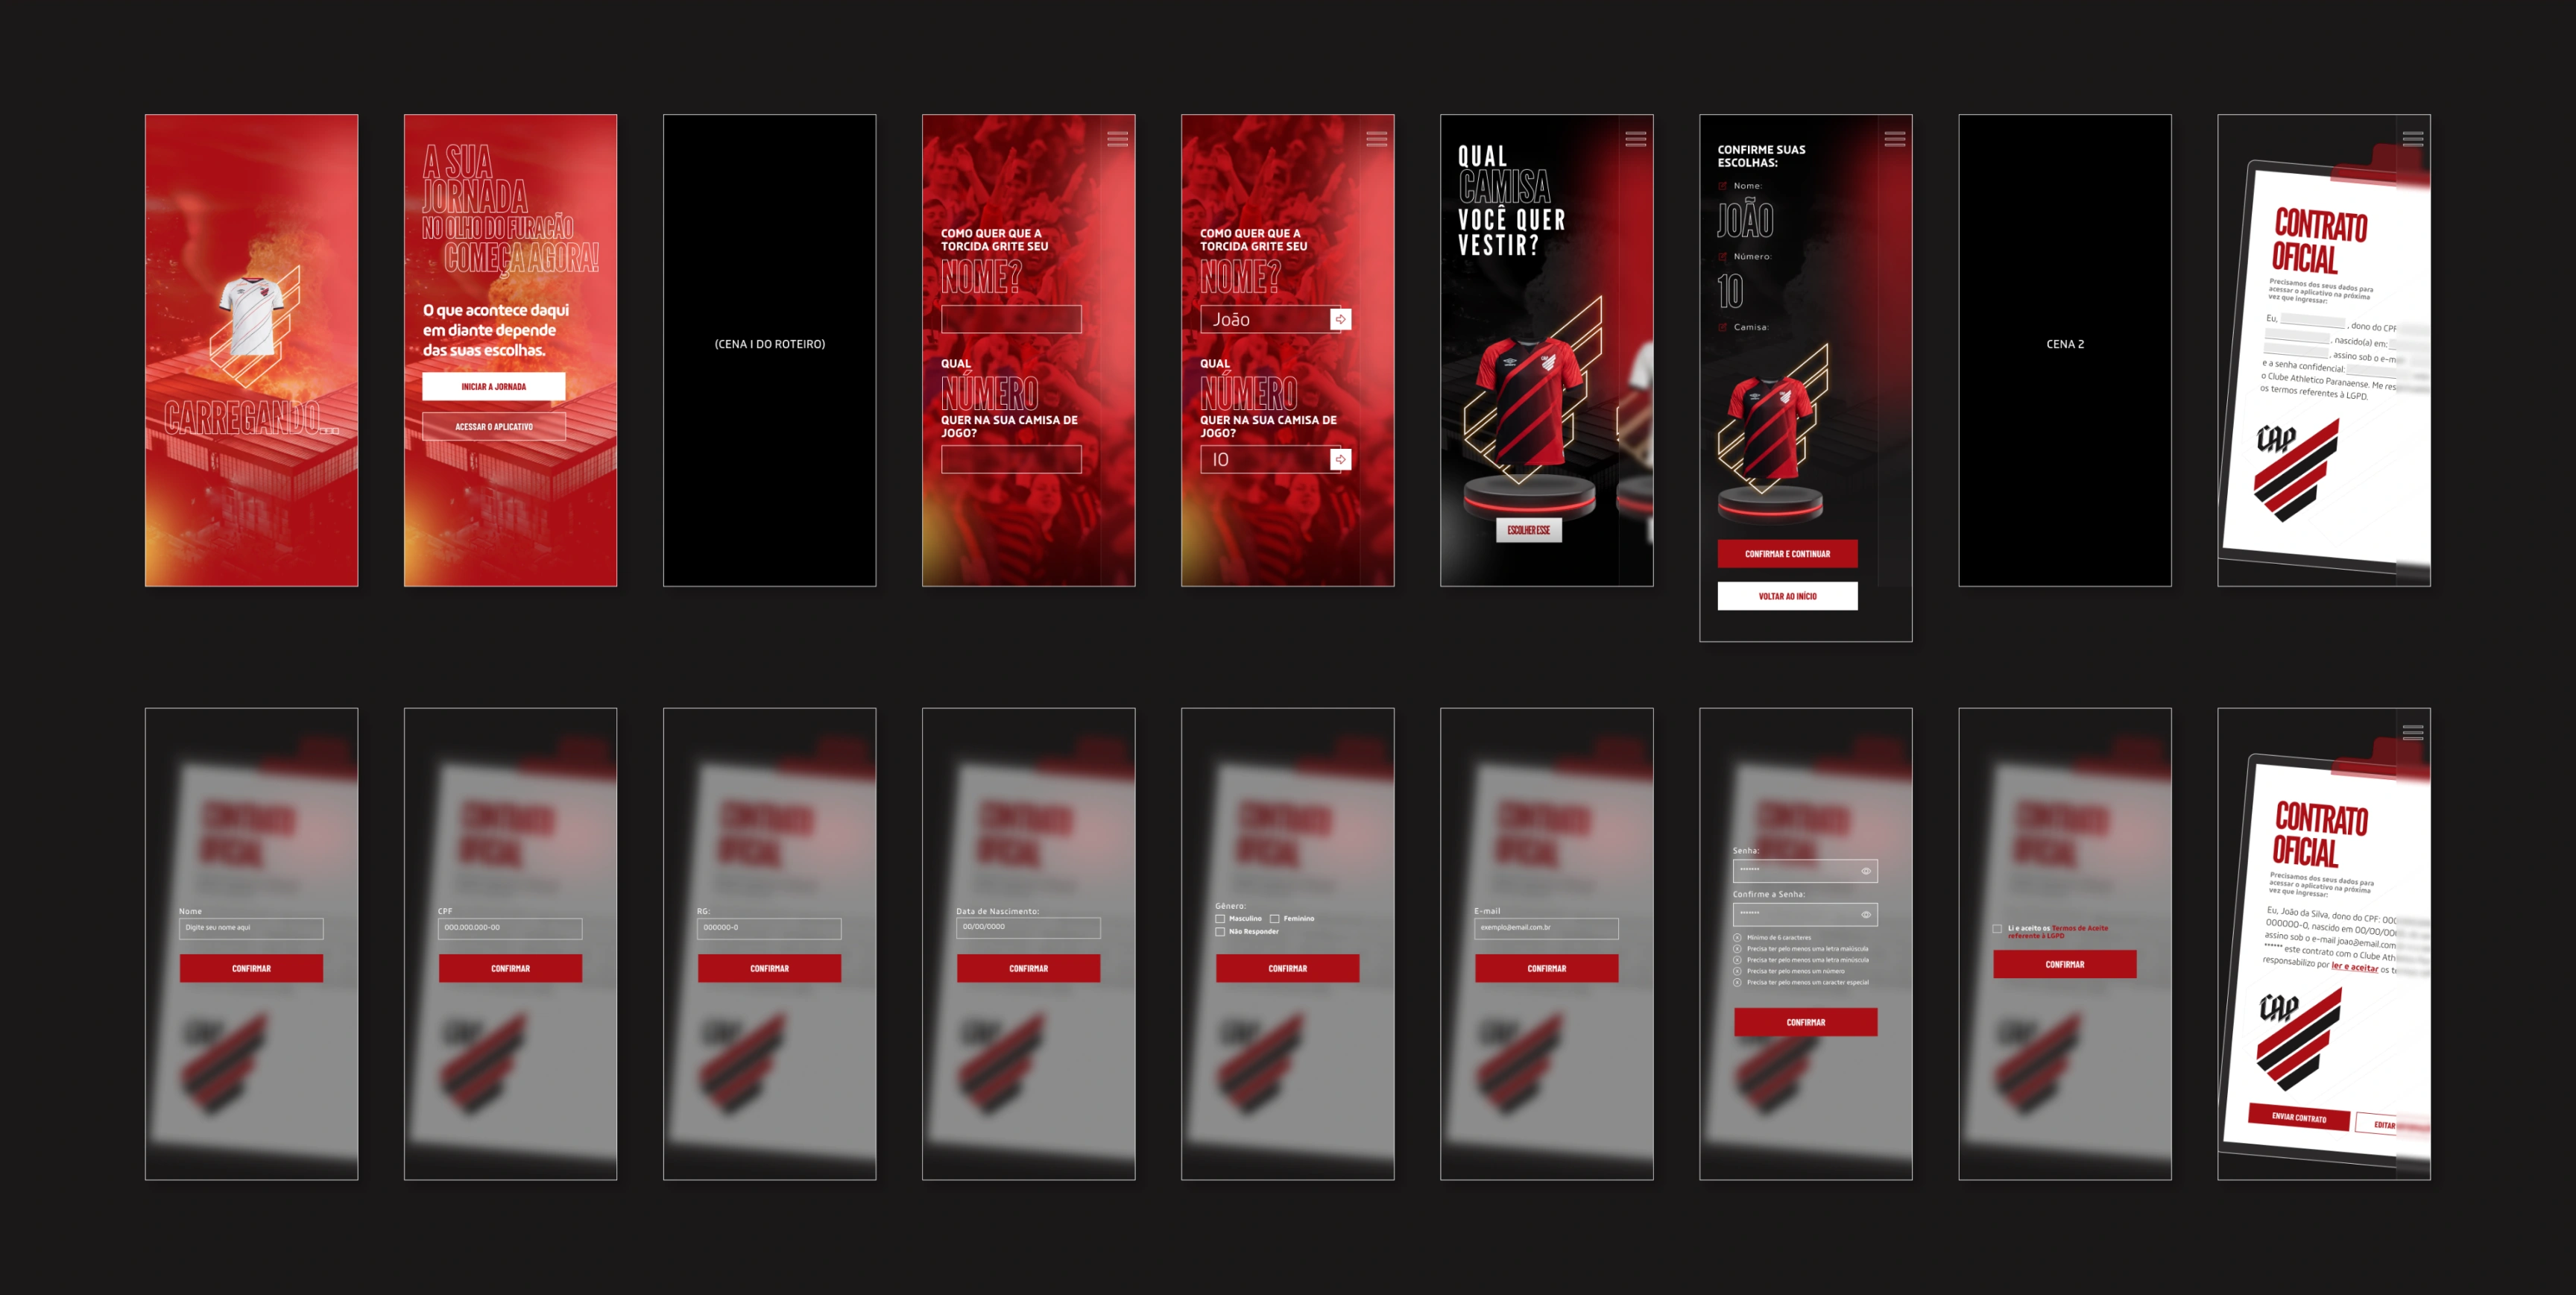 CARREGANDO...
A SUA
JORNADA
NO OLHO DO FURACÃO
COMEÇA AGORA!
O que acontece daqui
em diante depende
das suas escolhas.
INICIAR A JORNADA
ACESSAR O APLICATIVO
(CENA I DO ROTEIRO)
COMO QUER QUE A
TORCIDA GRITE SEU
NOME?
QUAL
NÚMERO
QUER NA SUA CAMISA DE
JOGO?
COMO QUER QUE A
TORCIDA GRITE SEU
NOME?
João
QUAL
NÚMERO
QUER NA SUA CAMISA DE
JOGO?
10
QUAL
CAMISA
VOCÊ QUER
VESTIR?
ESCOLHER ESSE
CONFIRME SUAS
ESCOLHAS:
Nome:
JOÃO
Número:
10
Camisa:
CONFIRMAR E CONTINUAR
VOLTAR AO INÍCIO
CENA 2
CONTRATO
OFICIAL
Precisamos dos seus dados para
acessar o aplicativo na próxima
vez que ingressar:
Eu, , dono do CPF
, nascido(a) em:
, assino sob o e-m
e a senha confidencial:
o Clube Athletico Paranaense. Me res
os termos referentes à LGPD.
CAP
Nome
Digite seu nome aqui
CONFIRMAR
CPF
000.000.000-00
CONFIRMAR
RG:
000000-0
CONFIRMAR
Data de Nascimento:
00/00/0000
CONFIRMAR
Gênero:
Masculino Feminino
Não Responder
CONFIRMAR
E-mail
exemplo@email.com.br
CONFIRMAR
Senha:
*******
Confirme a Senha:
*******
Mínimo de 6 caracteres
Precisa ter pelo menos uma letra maiúscula
Precisa ter pelo menos uma letra minúscula
Precisa ter pelo menos um número
Precisa ter pelo menos um caracter especial
CONFIRMAR
Li e aceito os Termos de Aceite
referente à LGPD
CONFIRMAR
CONTRATO
OFICIAL
Precisamos dos seus dados para
acessar o aplicativo na próxima
vez que ingressar:
Eu, João da Silva, dono do CPF: 000
000000-0, nascido em 00/00/000
assino sob o e-mail joao@email.com
****** este contrato com o Clube Ath
responsabilizo por ler e aceitar os te
CAP
ENVIAR CONTRATO
EDITAR